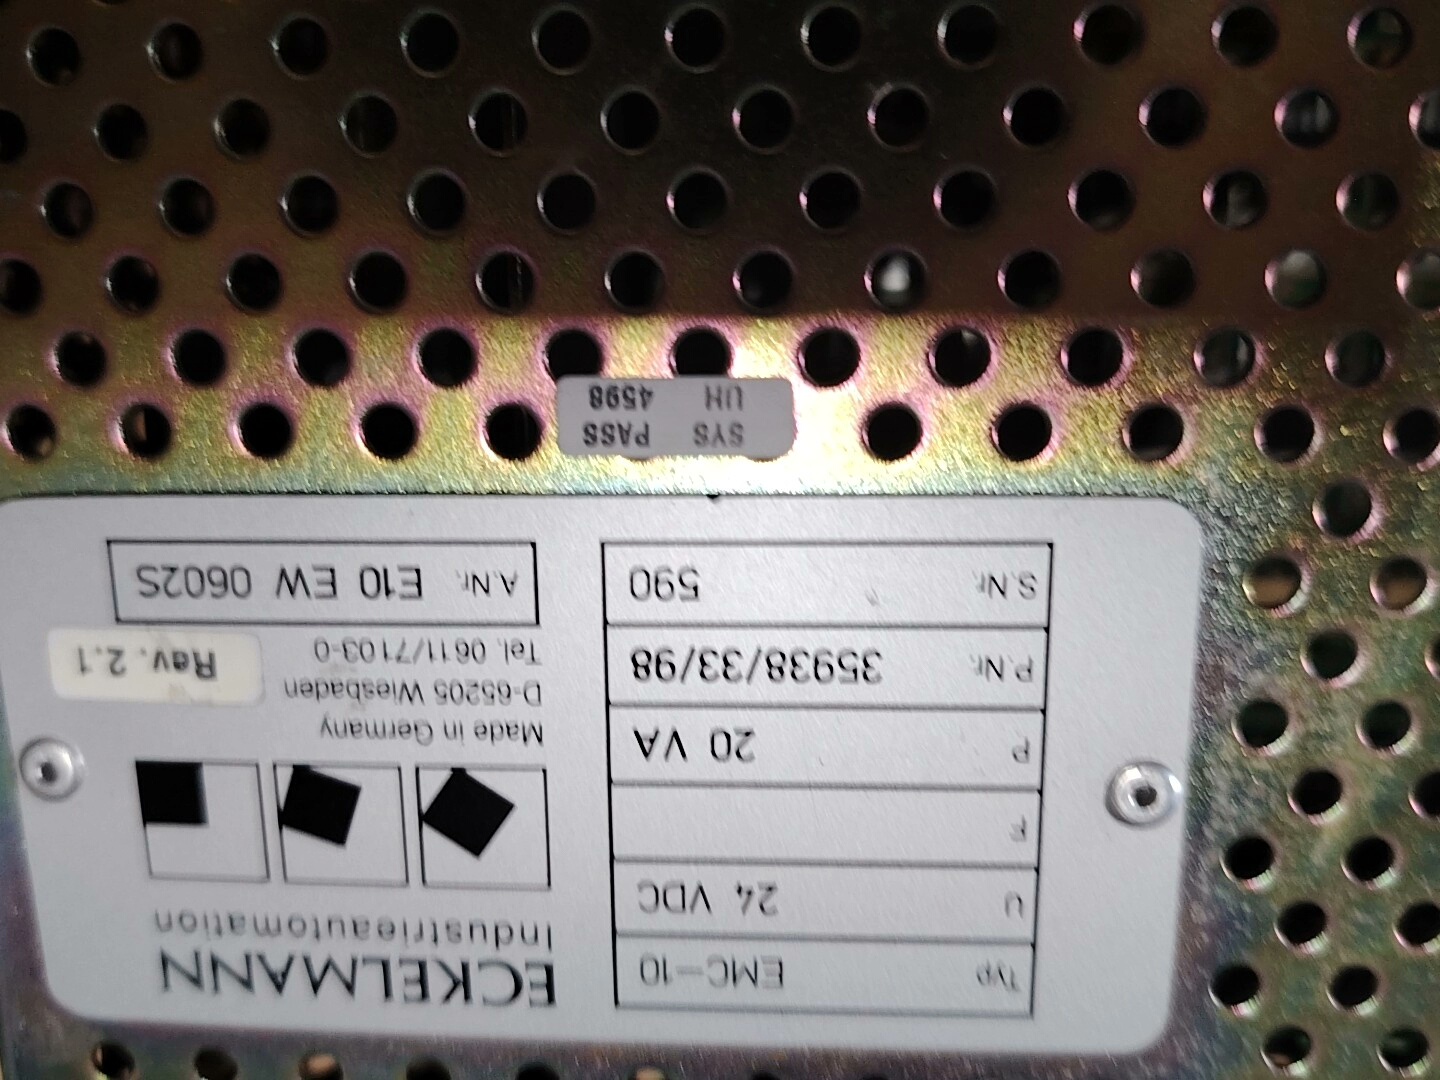 ECKELMANN
Industrieautomation
Made in Germany
D-65205 Wiesbaden
Tel. 0611/7103-0
Rev. 2.1
A.Nr. E10 EW 0602S
Typ EMC-10
U 24 VDC
F
P 20 VA
P.Nr. 35938/33/98
S.Nr. 590
SYS PASS
UH 4598